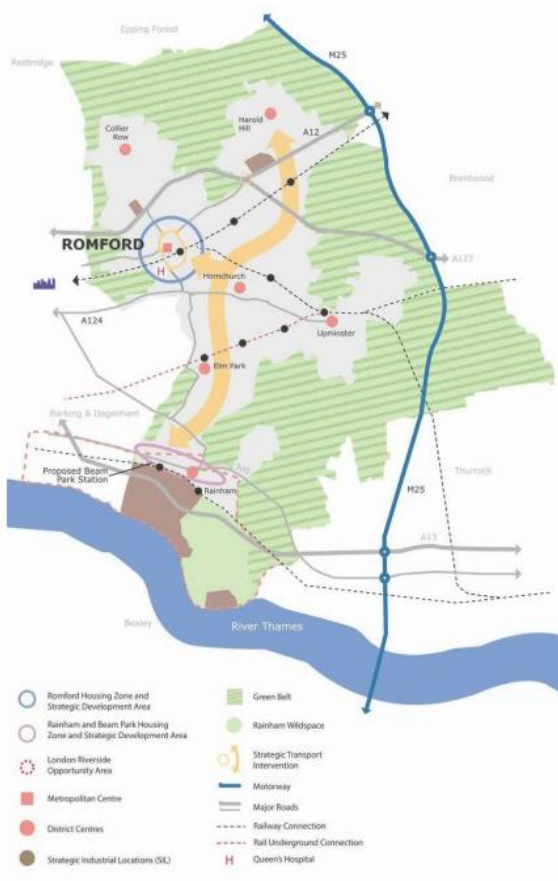 Epping Forest
Redbridge
M25
Harold
Hill
Collier
Row
A12
Brentwood
ROMFORD
H
Hornchurch
A127
A124
Upminster
Elm Park
Barking & Dagenham
Proposed Beam
Park Station
Rainham
Thurrock
M25
A13
Bexley
River Thames
Romford Housing Zone and
Strategic Development Area
Rainham and Beam Park Housing
Zone and Strategic Development Area
London Riverside
Opportunity Area
Metropolitan Centre
District Centres
Strategic Industrial Locations (SIL)
Green Belt
Rainham Wildspace
Strategic Transport
Intervention
Motorway
Major Roads
Railway Connection
Rail Underground Connection
H
Queen's Hospital